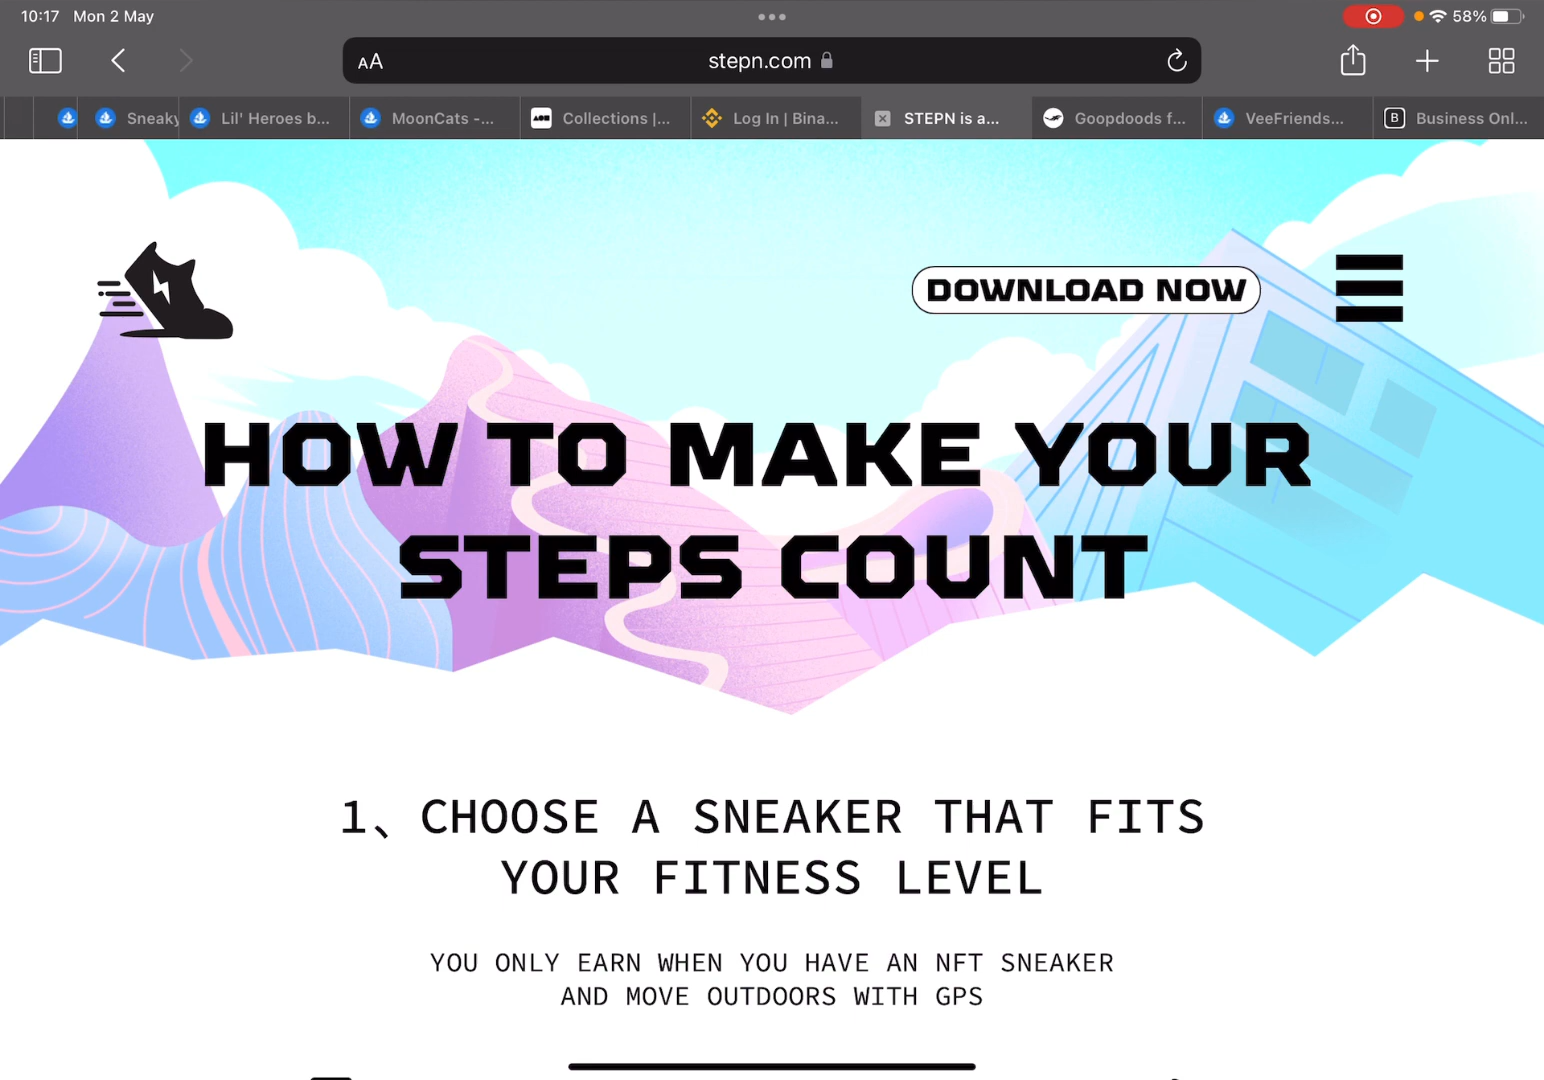 10:17 Mon 2 May
58%
AA
stepn.com
Sneaky
Lil' Heroes b...
MoonCats -...
Collections |...
Log In | Bina...
STEPN is a...
Goopdoods f...
VeeFriends...
B Business Onl...
DOWNLOAD NOW
HOW TO MAKE YOUR
STEPS COUNT
1、CHOOSE A SNEAKER THAT FITS
YOUR FITNESS LEVEL
YOU ONLY EARN WHEN YOU HAVE AN NFT SNEAKER
AND MOVE OUTDOORS WITH GPS